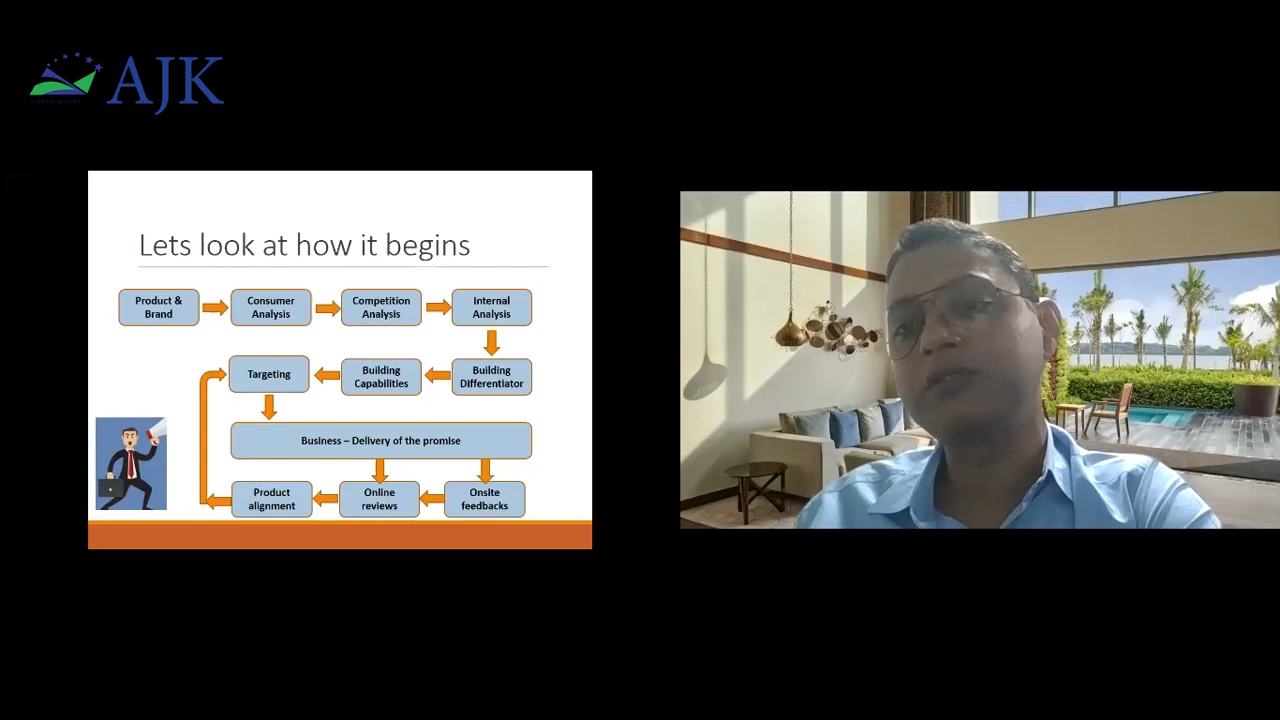 AJK
Lets look at how it begins
Product &
Brand
Consumer
Analysis
Competition
Analysis
Internal
Analysis
Targeting
Building
Capabilities
Building
Differentiator
Business – Delivery of the promise
Product
alignment
Online
reviews
Onsite
feedbacks